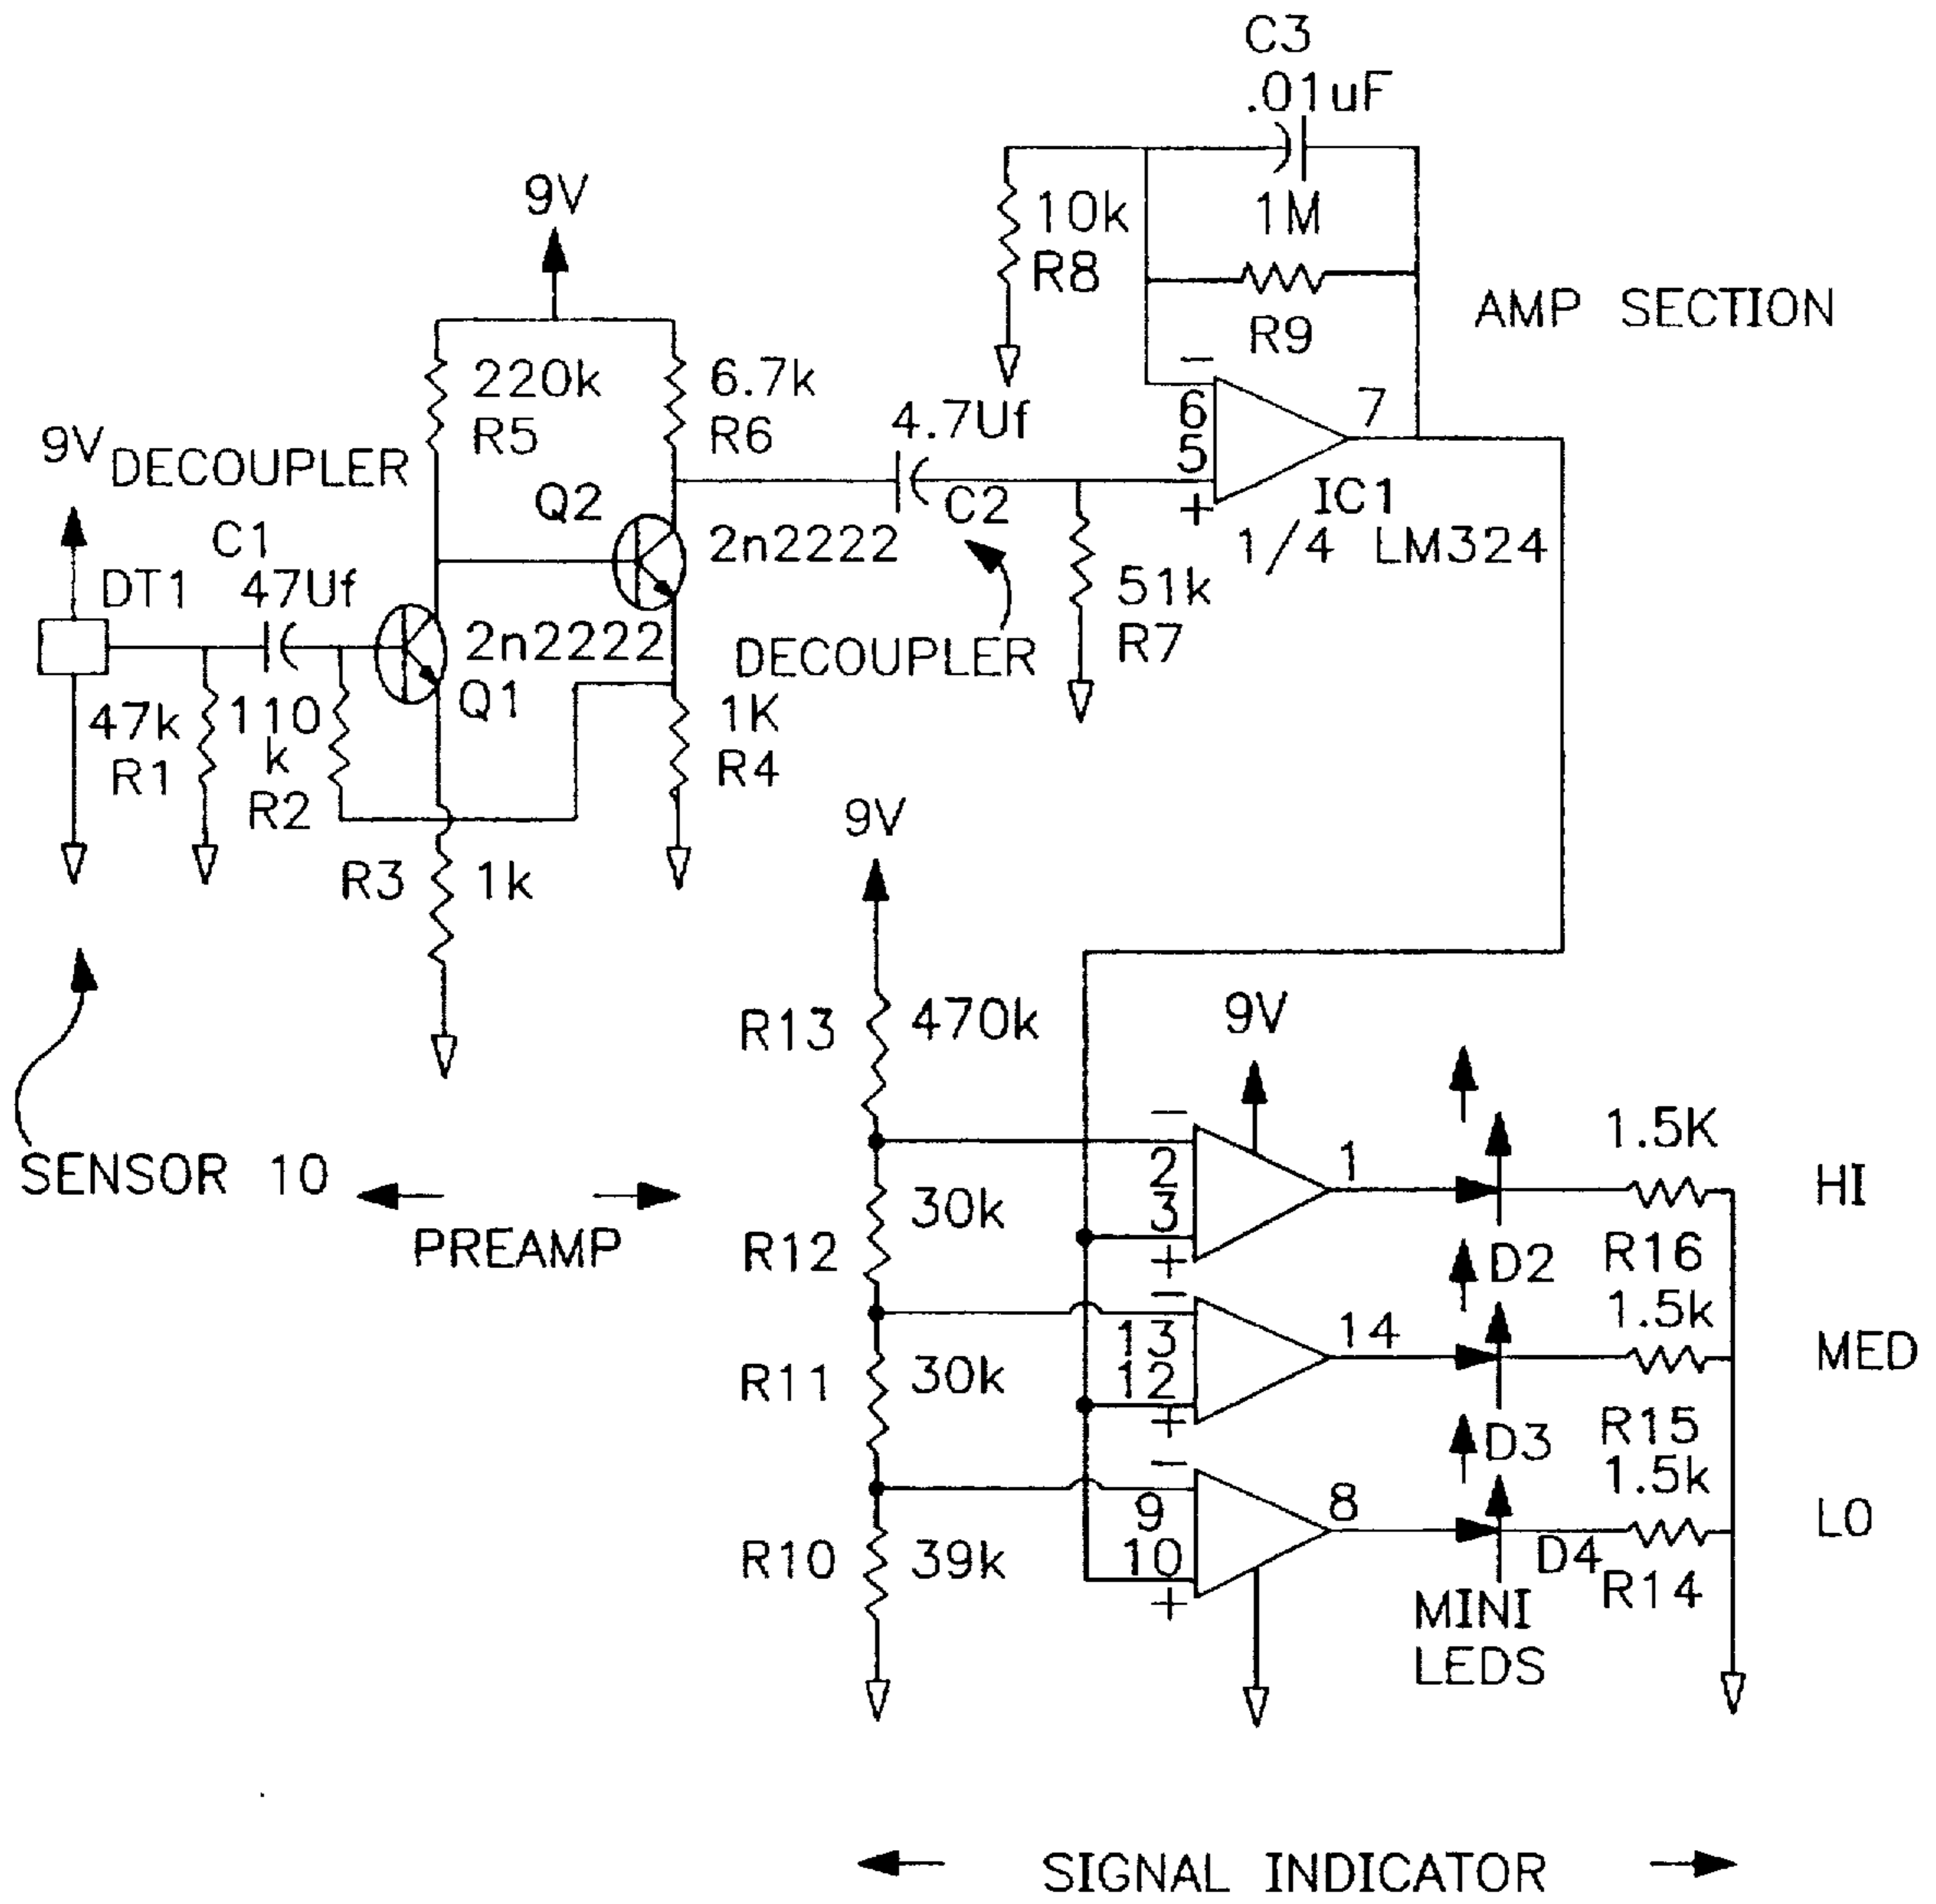 C3
.01uF
9V
10k
R8
1M
R9
AMP SECTION
220k
R5
6.7k
R6
4.7Uf
C2
−
6
5
+
7
IC1
1/4 LM324
9V
DECOUPLER
C1
47Uf
DT1
Q2
2n2222
2n2222
Q1
DECOUPLER
51k
R7
47k
R1
110
k
R2
1K
R4
R3
1k
9V
SENSOR 10
PREAMP
R13
470k
9V
R12
30k
R11
30k
R10
39k
−
2
3
+
1
D2
1.5K
R16
HI
−
13
12
+
14
D3
1.5k
R15
MED
−
9
10
+
8
D4
1.5k
R14
LO
MINI
LEDS
SIGNAL INDICATOR